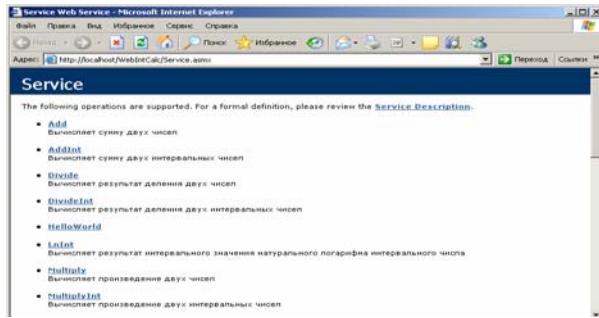 Service Web Service - Microsoft Internet Explorer
Файл Правка Вид Избранное Сервис Справка
Назад Поиск Избранное
Адрес: http://localhost/WebIntCalc/Service.asmx Переход Ссылки »
Service
The following operations are supported. For a formal definition, please review the Service Description.
• Add
Вычисляет сумму двух чисел
• AddInt
Вычисляет сумму двух интервальных чисел
• Divide
Вычисляет результат деления двух чисел
• DivideInt
Вычисляет результат деления двух интервальных чисел
• HelloWorld
• LnInt
Вычисляет результат интервального значения натурального логарифма интервального числа
• Multiply
Вычисляет произведение двух чисел
• MultiplyInt
Вычисляет произведение двух интервальных чисел